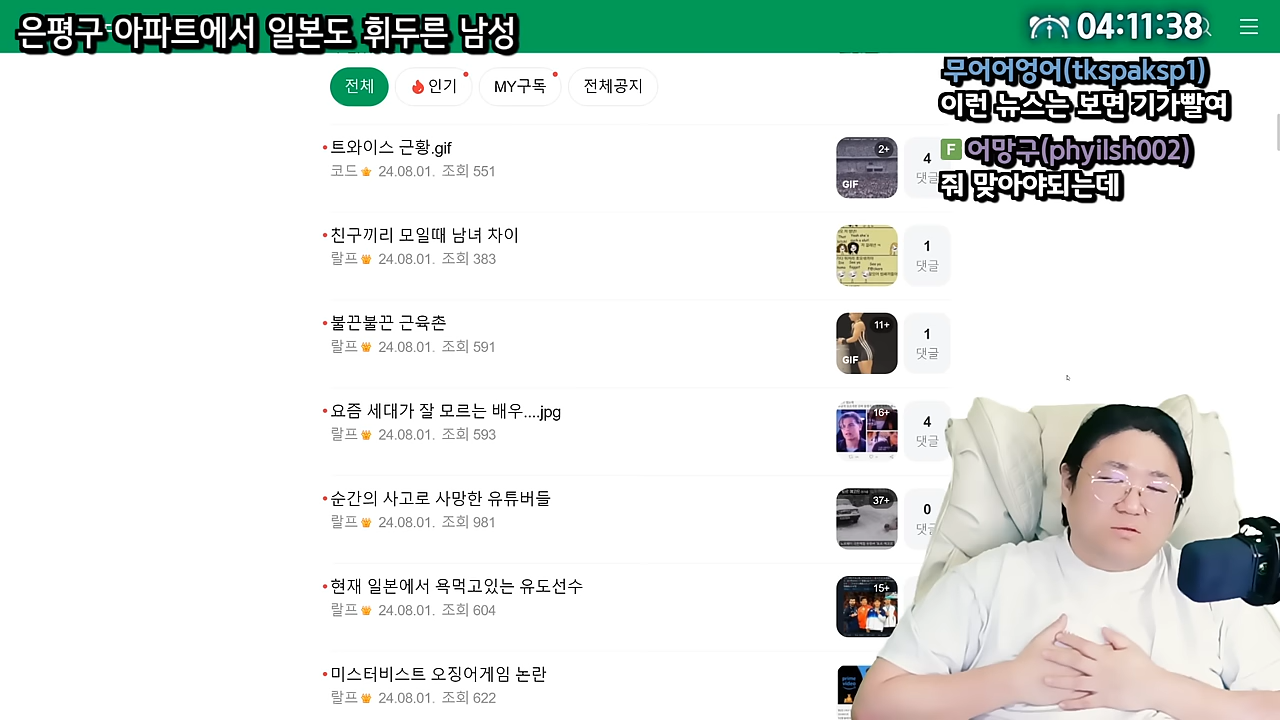 은평구 아파트에서 일본도 휘두른 남성
04:11:38
전체
인기
MY구독
전체공지
무어어엉어(tkspaksp1)
이런 뉴스는 보면 기가빨여
F 어망구(phyilsh002)
줘 맞아야되는데
트와이스 근황.gif
코드 24.08.01. 조회 551
2+
GIF
4
댓글
친구끼리 모일때 남녀 차이
랄프 24.08.01. 조회 383
1
댓글
불끈불끈 근육촌
랄프 24.08.01. 조회 591
11+
GIF
1
댓글
요즘 세대가 잘 모르는 배우....jpg
랄프 24.08.01. 조회 593
16+
4
댓글
순간의 사고로 사망한 유튜버들
랄프 24.08.01. 조회 981
37+
0
댓글
현재 일본에서 욕먹고있는 유도선수
랄프 24.08.01. 조회 604
15+
미스터비스트 오징어게임 논란
랄프 24.08.01. 조회 622
prime video